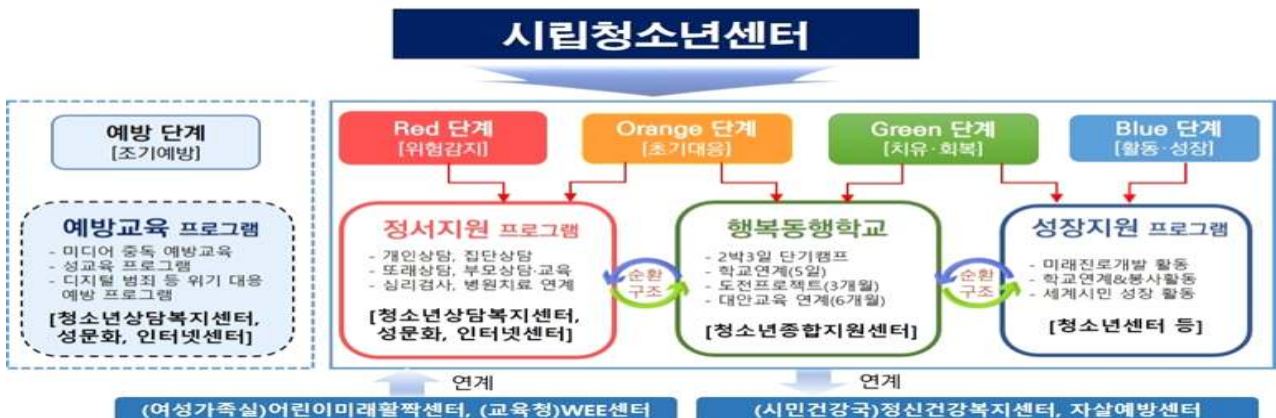 시립청소년센터
예방 단계
[조기예방]
예방교육 프로그램
- 미디어 중독 예방교육
- 성교육 프로그램
- 디지털 범죄 등 위기 대응
예방 프로그램
[청소년상담복지센터,
성문화, 인터넷센터]
Red 단계
[위험감지]
Orange 단계
[초기대응]
Green 단계
[치유·회복]
Blue 단계
[활동·성장]
정서지원 프로그램
- 개인상담, 집단상담
- 또래상담, 부모상담·교육
- 심리검사, 병원치료 연계
[청소년상담복지센터,
성문화, 인터넷센터]
순환
구조
행복동행학교
- 2박3일 단기캠프
- 학교연계(5일)
- 도전프로젝트(3개월)
- 대안교육 연계(6개월)
[청소년종합지원센터]
순환
구조
성장지원 프로그램
- 미래진로개발 활동
- 학교연계&봉사활동
- 세계시민 성장 활동
[청소년센터 등]
연계
연계
(여성가족실)어린이미래활짝센터, (교육청)WEE센터
(시민건강국)정신건강복지센터, 자살예방센터